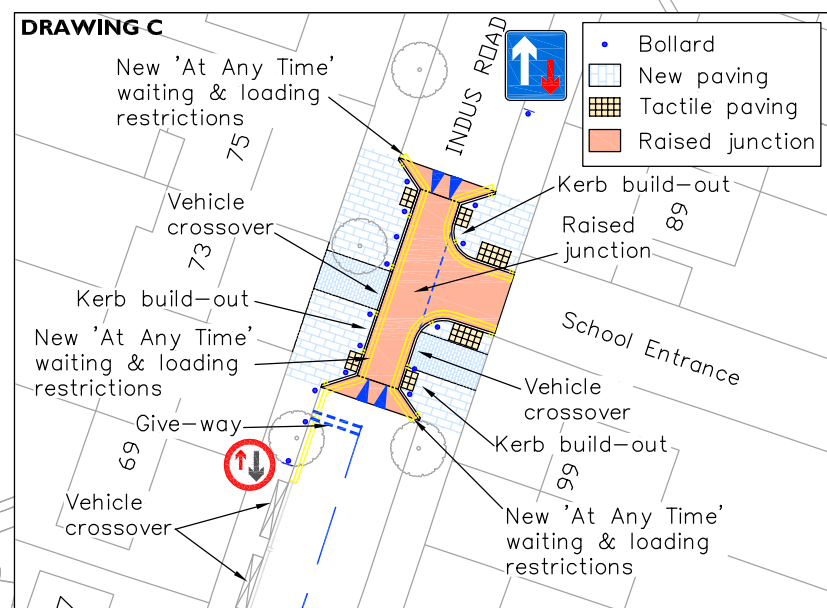 DRAWING C
INDUS ROAD
Bollard
New paving
Tactile paving
Raised junction
New 'At Any Time'
waiting & loading
restrictions
75
Vehicle
crossover
Kerb build-out
Raised
junction
89
73
Kerb build-out
New 'At Any Time'
waiting & loading
restrictions
School Entrance
Vehicle
crossover
Give-way
Kerb build-out
69
99
Vehicle
crossover
New 'At Any Time'
waiting & loading
restrictions